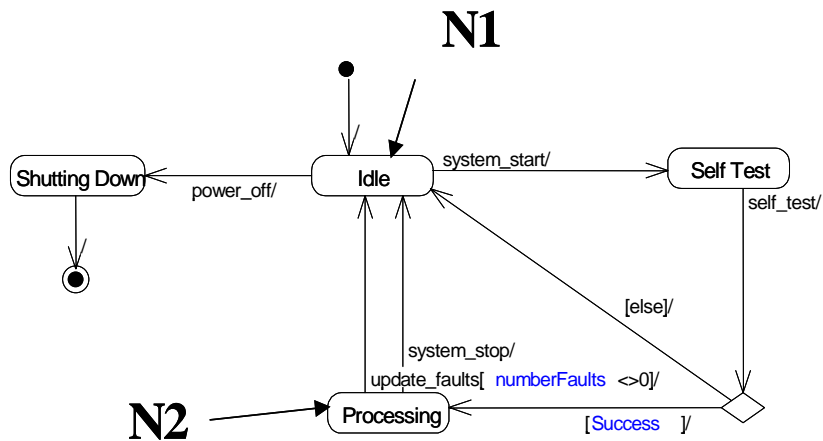 N1
system_start/
Shutting Down
Idle
Self Test
power_off/
self_test/
/
/
[else]/
system_stop/
update_faults[ numberFaults <>0]/
N2
Processing
[Success ]/